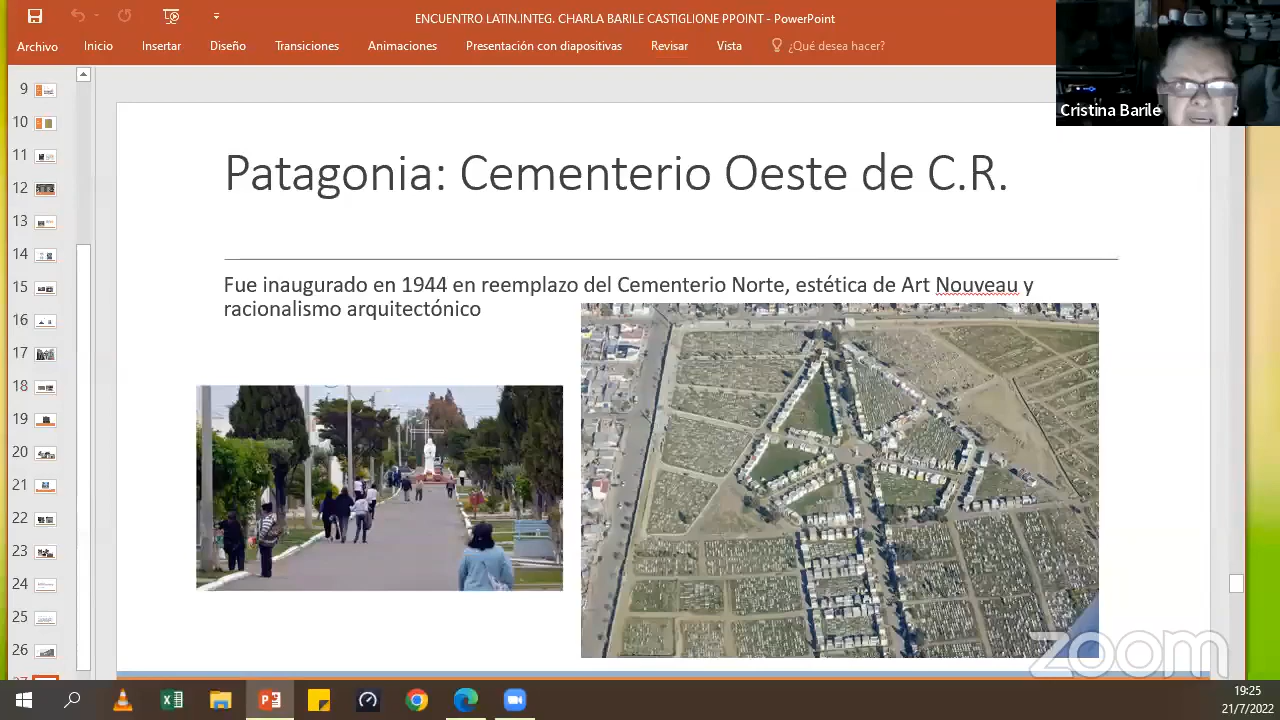 ENCUENTRO LATIN.INTEG. CHARLA BARILE CASTIGLIONE PPOINT - PowerPoint
Archivo Inicio Insertar Diseño Transiciones Animaciones Presentación con diapositivas Revisar Vista ¿Qué desea hacer?
Cristina Barile
9
10
11
12
13
14
15
16
17
18
19
20
21
22
23
24
25
26
Patagonia: Cementerio Oeste de C.R.
Fue inaugurado en 1944 en reemplazo del Cementerio Norte, estética de Art Nouveau y
racionalismo arquitectónico
zoom
19:25
21/7/2022